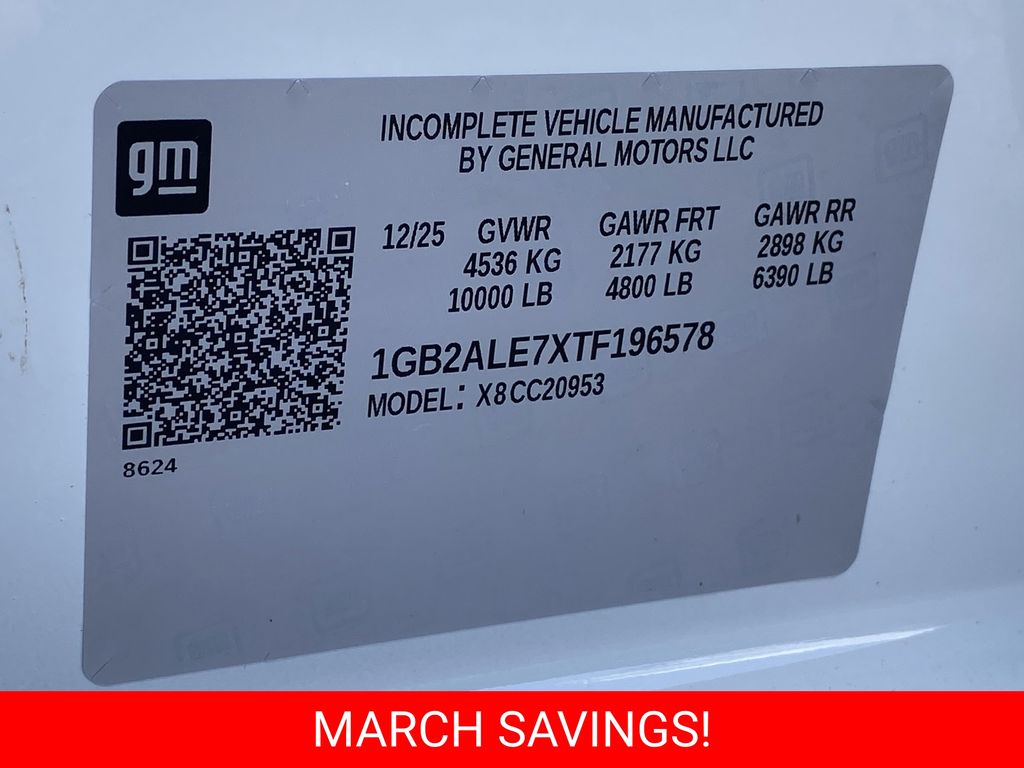 gm
INCOMPLETE VEHICLE MANUFACTURED
BY GENERAL MOTORS LLC
12/25 GVWR GAWR FRT GAWR RR
4536 KG 2177 KG 2898 KG
10000 LB 4800 LB 6390 LB
1GB2ALE7XTF196578
MODEL: X8CC20953
8624
MARCH SAVINGS!